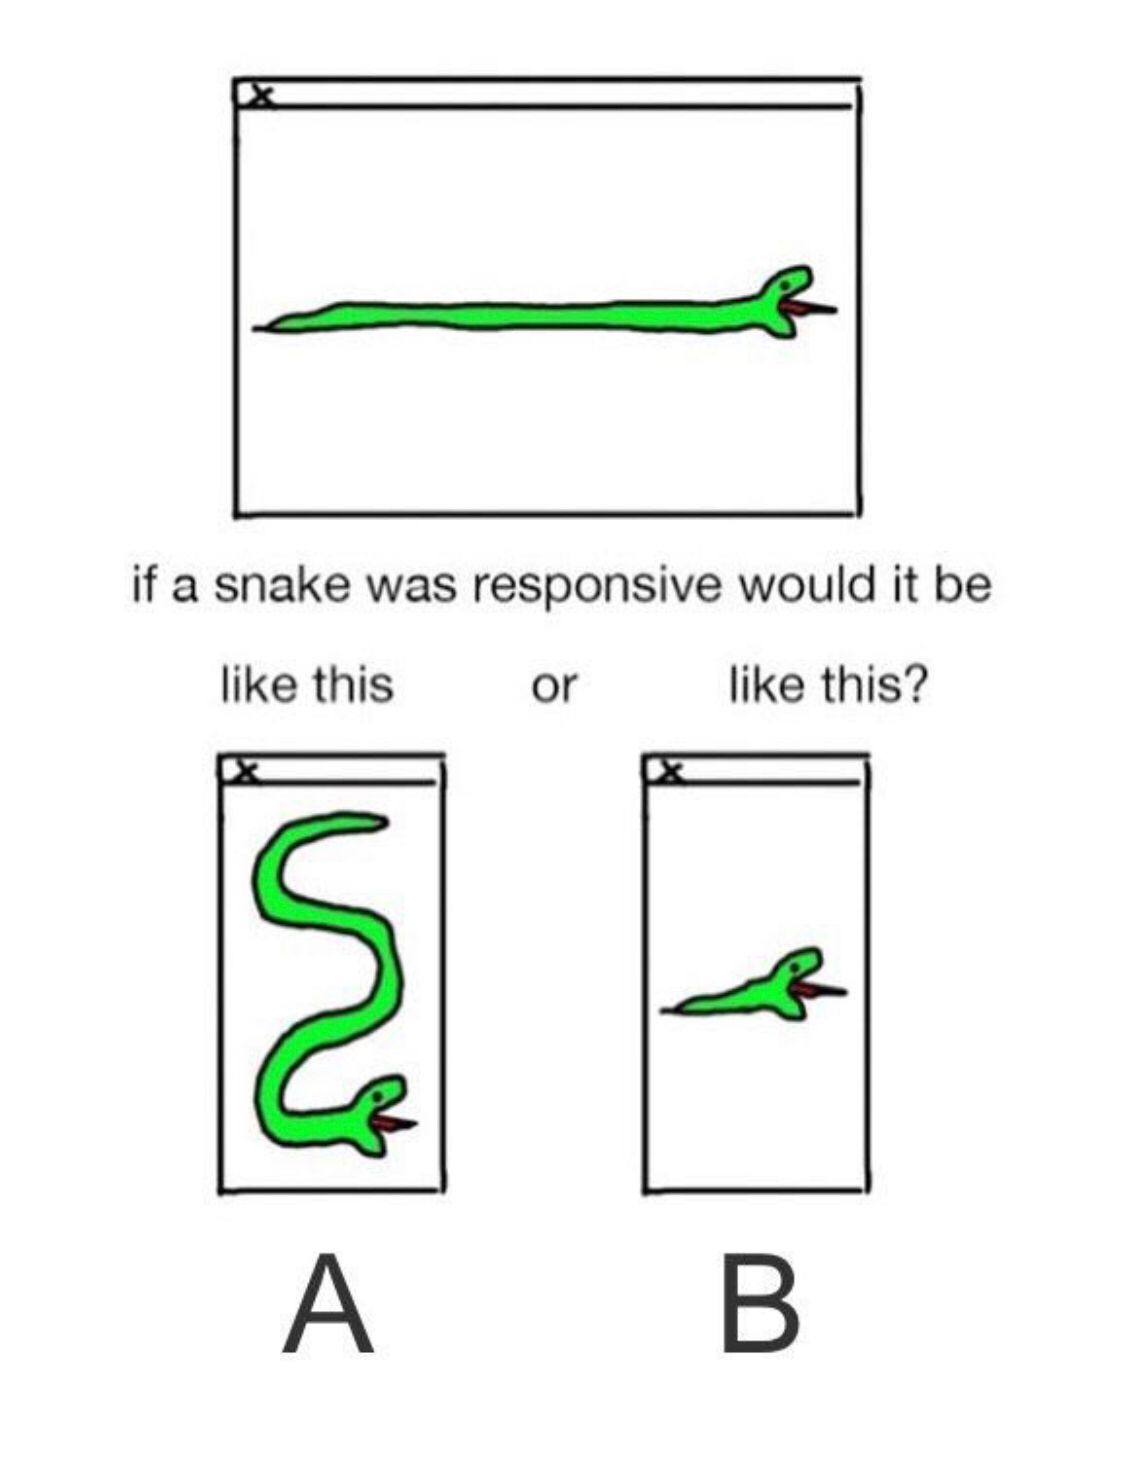 x
if a snake was responsive would it be
like this or like this?
x x
A B